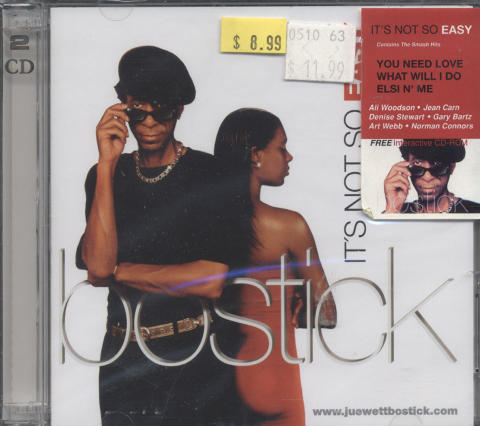 2
CD
$ 8.99
0510 63
$ 11.99
IT'S NOT SO
IT'S NOT SO EASY
Contains The Smash Hits
YOU NEED LOVE
WHAT WILL I DO
ELSI N' ME
Ali Woodson • Jean Carn
Denise Stewart • Gary Bartz
Art Webb • Norman Connors
FREE Interactive CD-ROM
bostick
www.juewettbostick.com